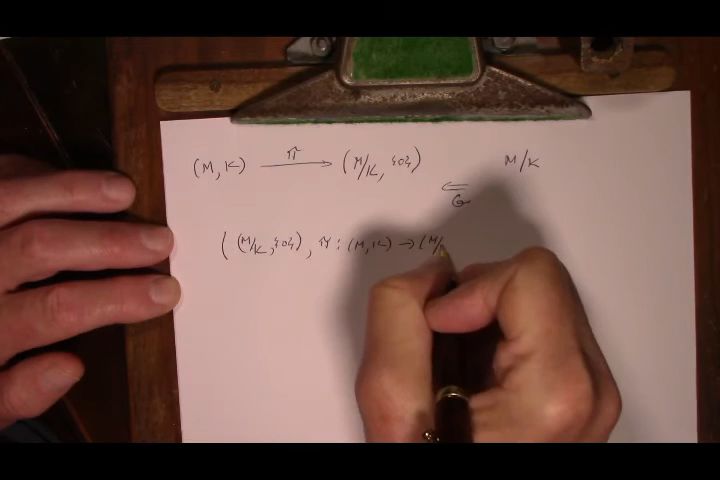 (M, K) π→ (M/K, {0}) M/K
⇐
G
( (M/K, {0}), π : (M, K) → (M/